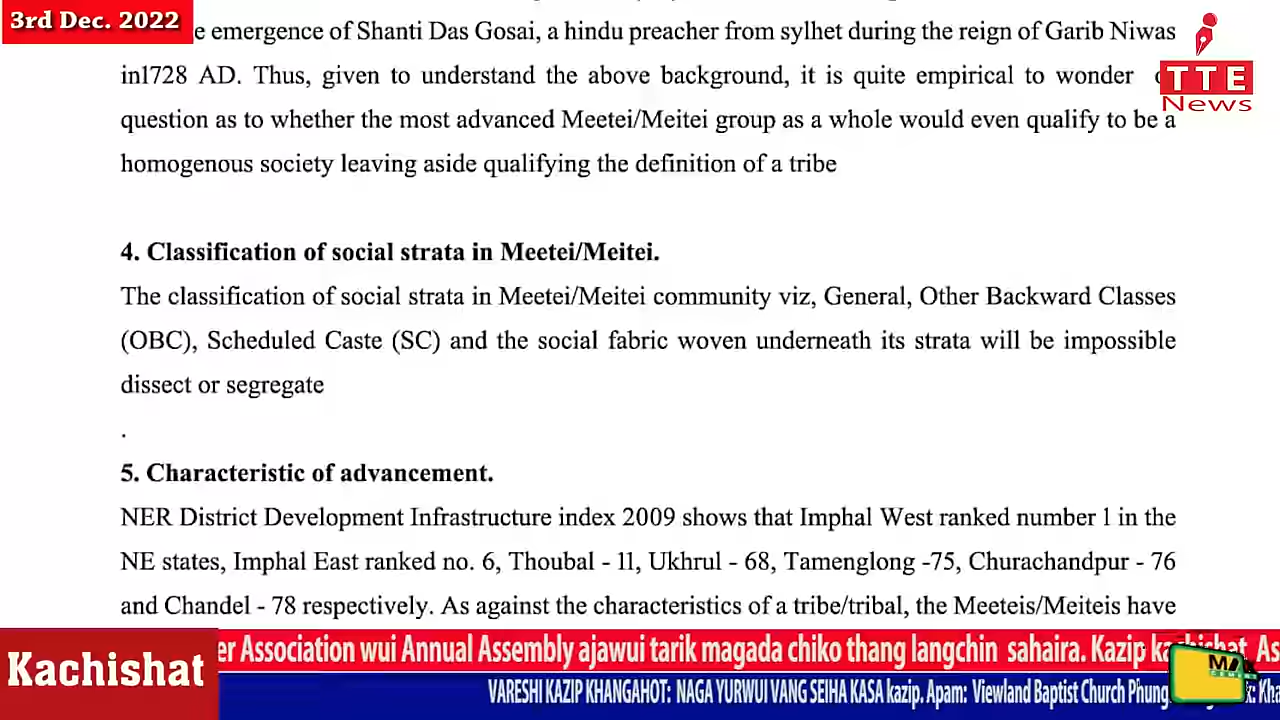 3rd Dec. 2022
e emergence of Shanti Das Gosai, a hindu preacher from sylhet during the reign of Garib Niwas
in1728 AD. Thus, given to understand the above background, it is quite empirical to wonder
question as to whether the most advanced Meetei/Meitei group as a whole would even qualify to be a
homogenous society leaving aside qualifying the definition of a tribe
TTE
News
4. Classification of social strata in Meetei/Meitei.
The classification of social strata in Meetei/Meitei community viz, General, Other Backward Classes
(OBC), Scheduled Caste (SC) and the social fabric woven underneath its strata will be impossible
dissect or segregate
.
5. Characteristic of advancement.
NER District Development Infrastructure index 2009 shows that Imphal West ranked number 1 in the
NE states, Imphal East ranked no. 6, Thoubal - 11, Ukhrul - 68, Tamenglong -75, Churachandpur - 76
and Chandel - 78 respectively. As against the characteristics of a tribe/tribal, the Meeteis/Meiteis have
Kachishat
er Association wui Annual Assembly ajawui tarik magada chiko thang langchin sahaira. Kazip kachishat. As
VARESHI KAZIP KHANGAHOT: NAGA YURWUI VANG SEIHA KASA kazip. Apam: Viewland Baptist Church Phung